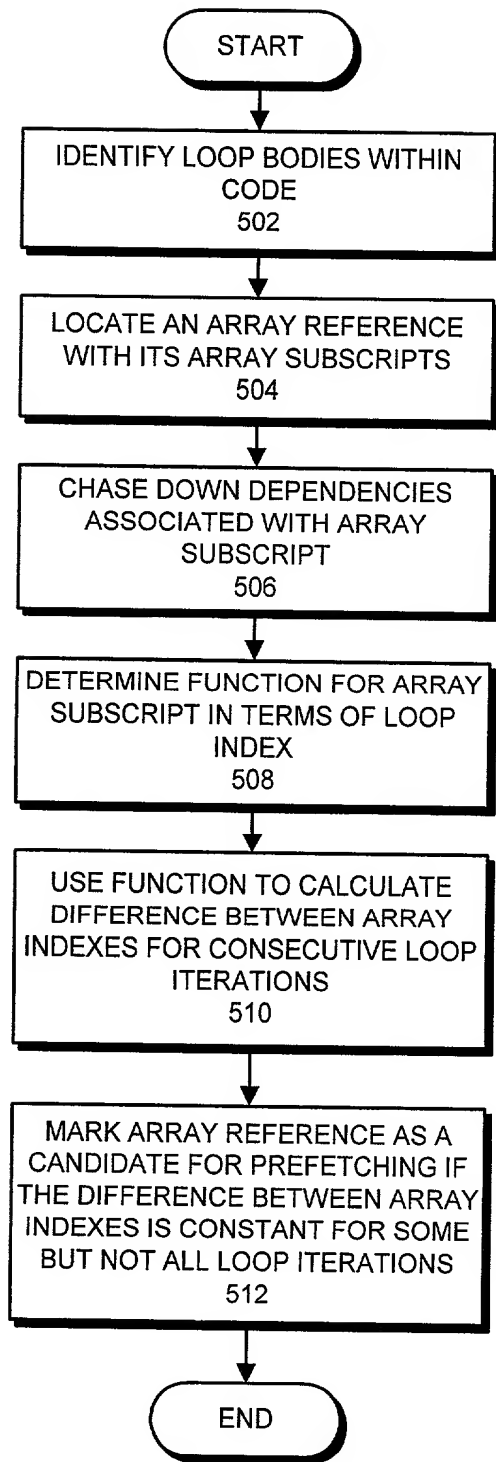 START
IDENTIFY LOOP BODIES WITHIN
CODE
502
LOCATE AN ARRAY REFERENCE
WITH ITS ARRAY SUBSCRIPTS
504
CHASE DOWN DEPENDENCIES
ASSOCIATED WITH ARRAY
SUBSCRIPT
506
DETERMINE FUNCTION FOR ARRAY
SUBSCRIPT IN TERMS OF LOOP
INDEX
508
USE FUNCTION TO CALCULATE
DIFFERENCE BETWEEN ARRAY
INDEXES FOR CONSECUTIVE LOOP
ITERATIONS
510
MARK ARRAY REFERENCE AS A
CANDIDATE FOR PREFETCHING IF
THE DIFFERENCE BETWEEN ARRAY
INDEXES IS CONSTANT FOR SOME
BUT NOT ALL LOOP ITERATIONS
512
END